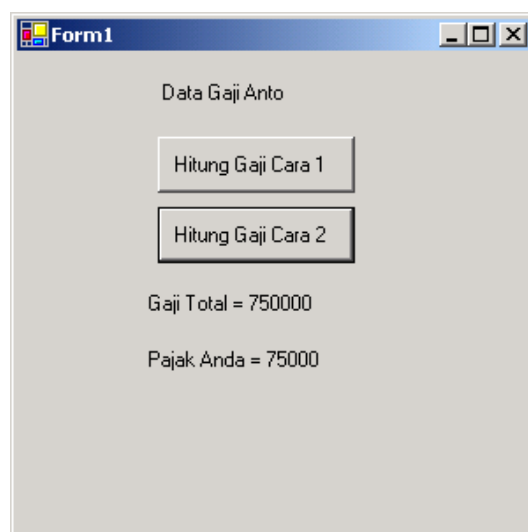 Form1
Data Gaji Anto
Hitung Gaji Cara 1
Hitung Gaji Cara 2
Gaji Total = 750000
Pajak Anda = 75000